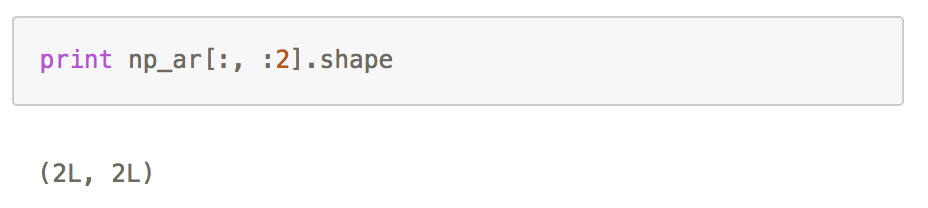 print np_ar[:, :2].shape
(2L, 2L)